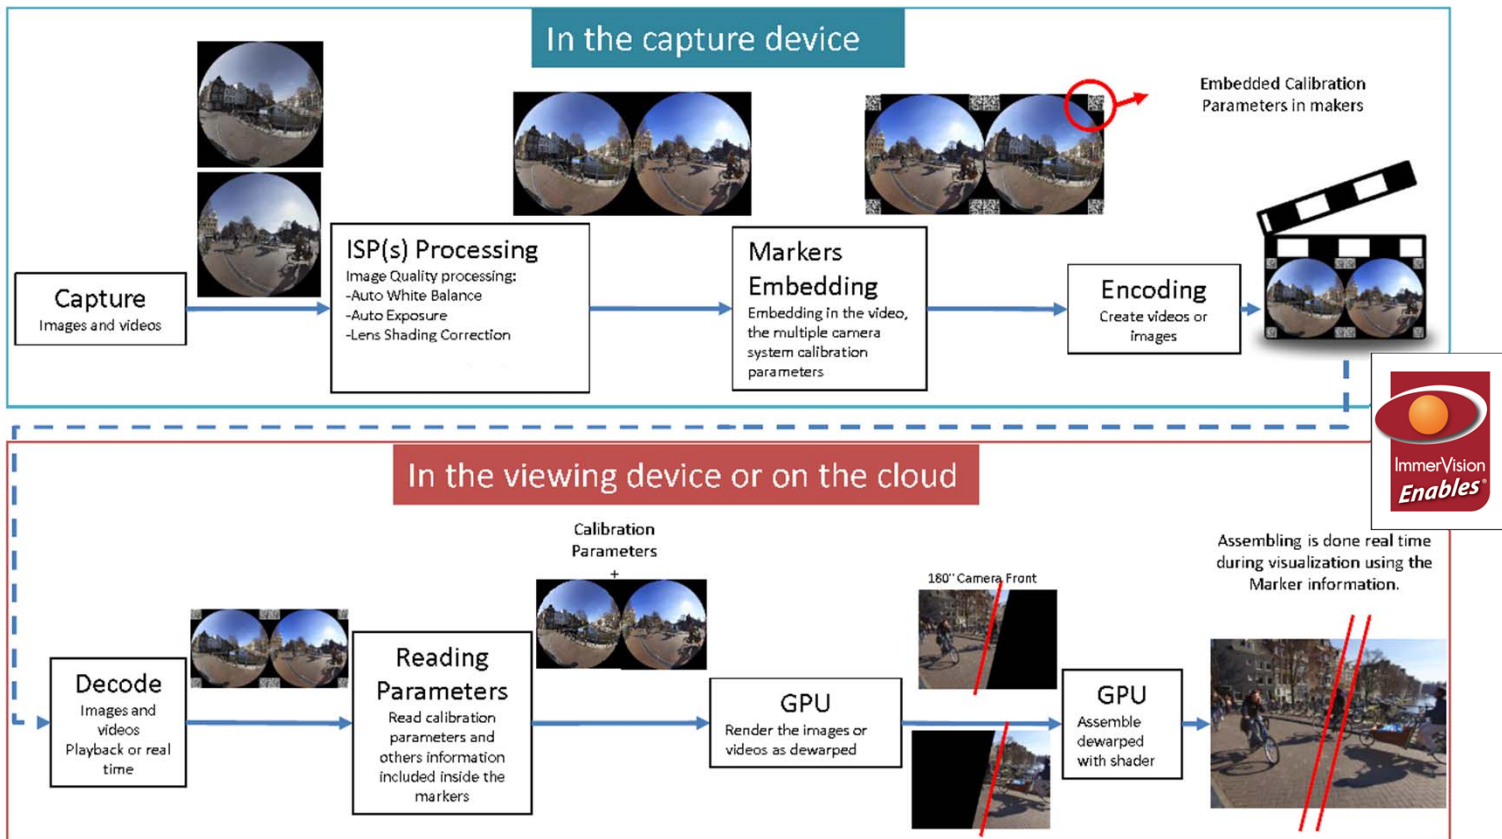 In the capture device
Embedded Calibration
Parameters in makers
Capture
Images and videos
ISP(s) Processing
Image Quality processing:
-Auto White Balance
-Auto Exposure
-Lens Shading Correction
Markers
Embedding
Embedding in the video,
the multiple camera
system calibration
parameters
Encoding
Create videos or
images
ImmerVision
Enables®
In the viewing device or on the cloud
Decode
Images and
videos
Playback or real
time
Reading
Parameters
Read calibration
parameters and
others information
included inside the
markers
Calibration
Parameters
+
GPU
Render the images or
videos as dewarped
180° Camera Front
GPU
Assemble
dewarped
with shader
Assembling is done real time
during visualization using the
Marker information.